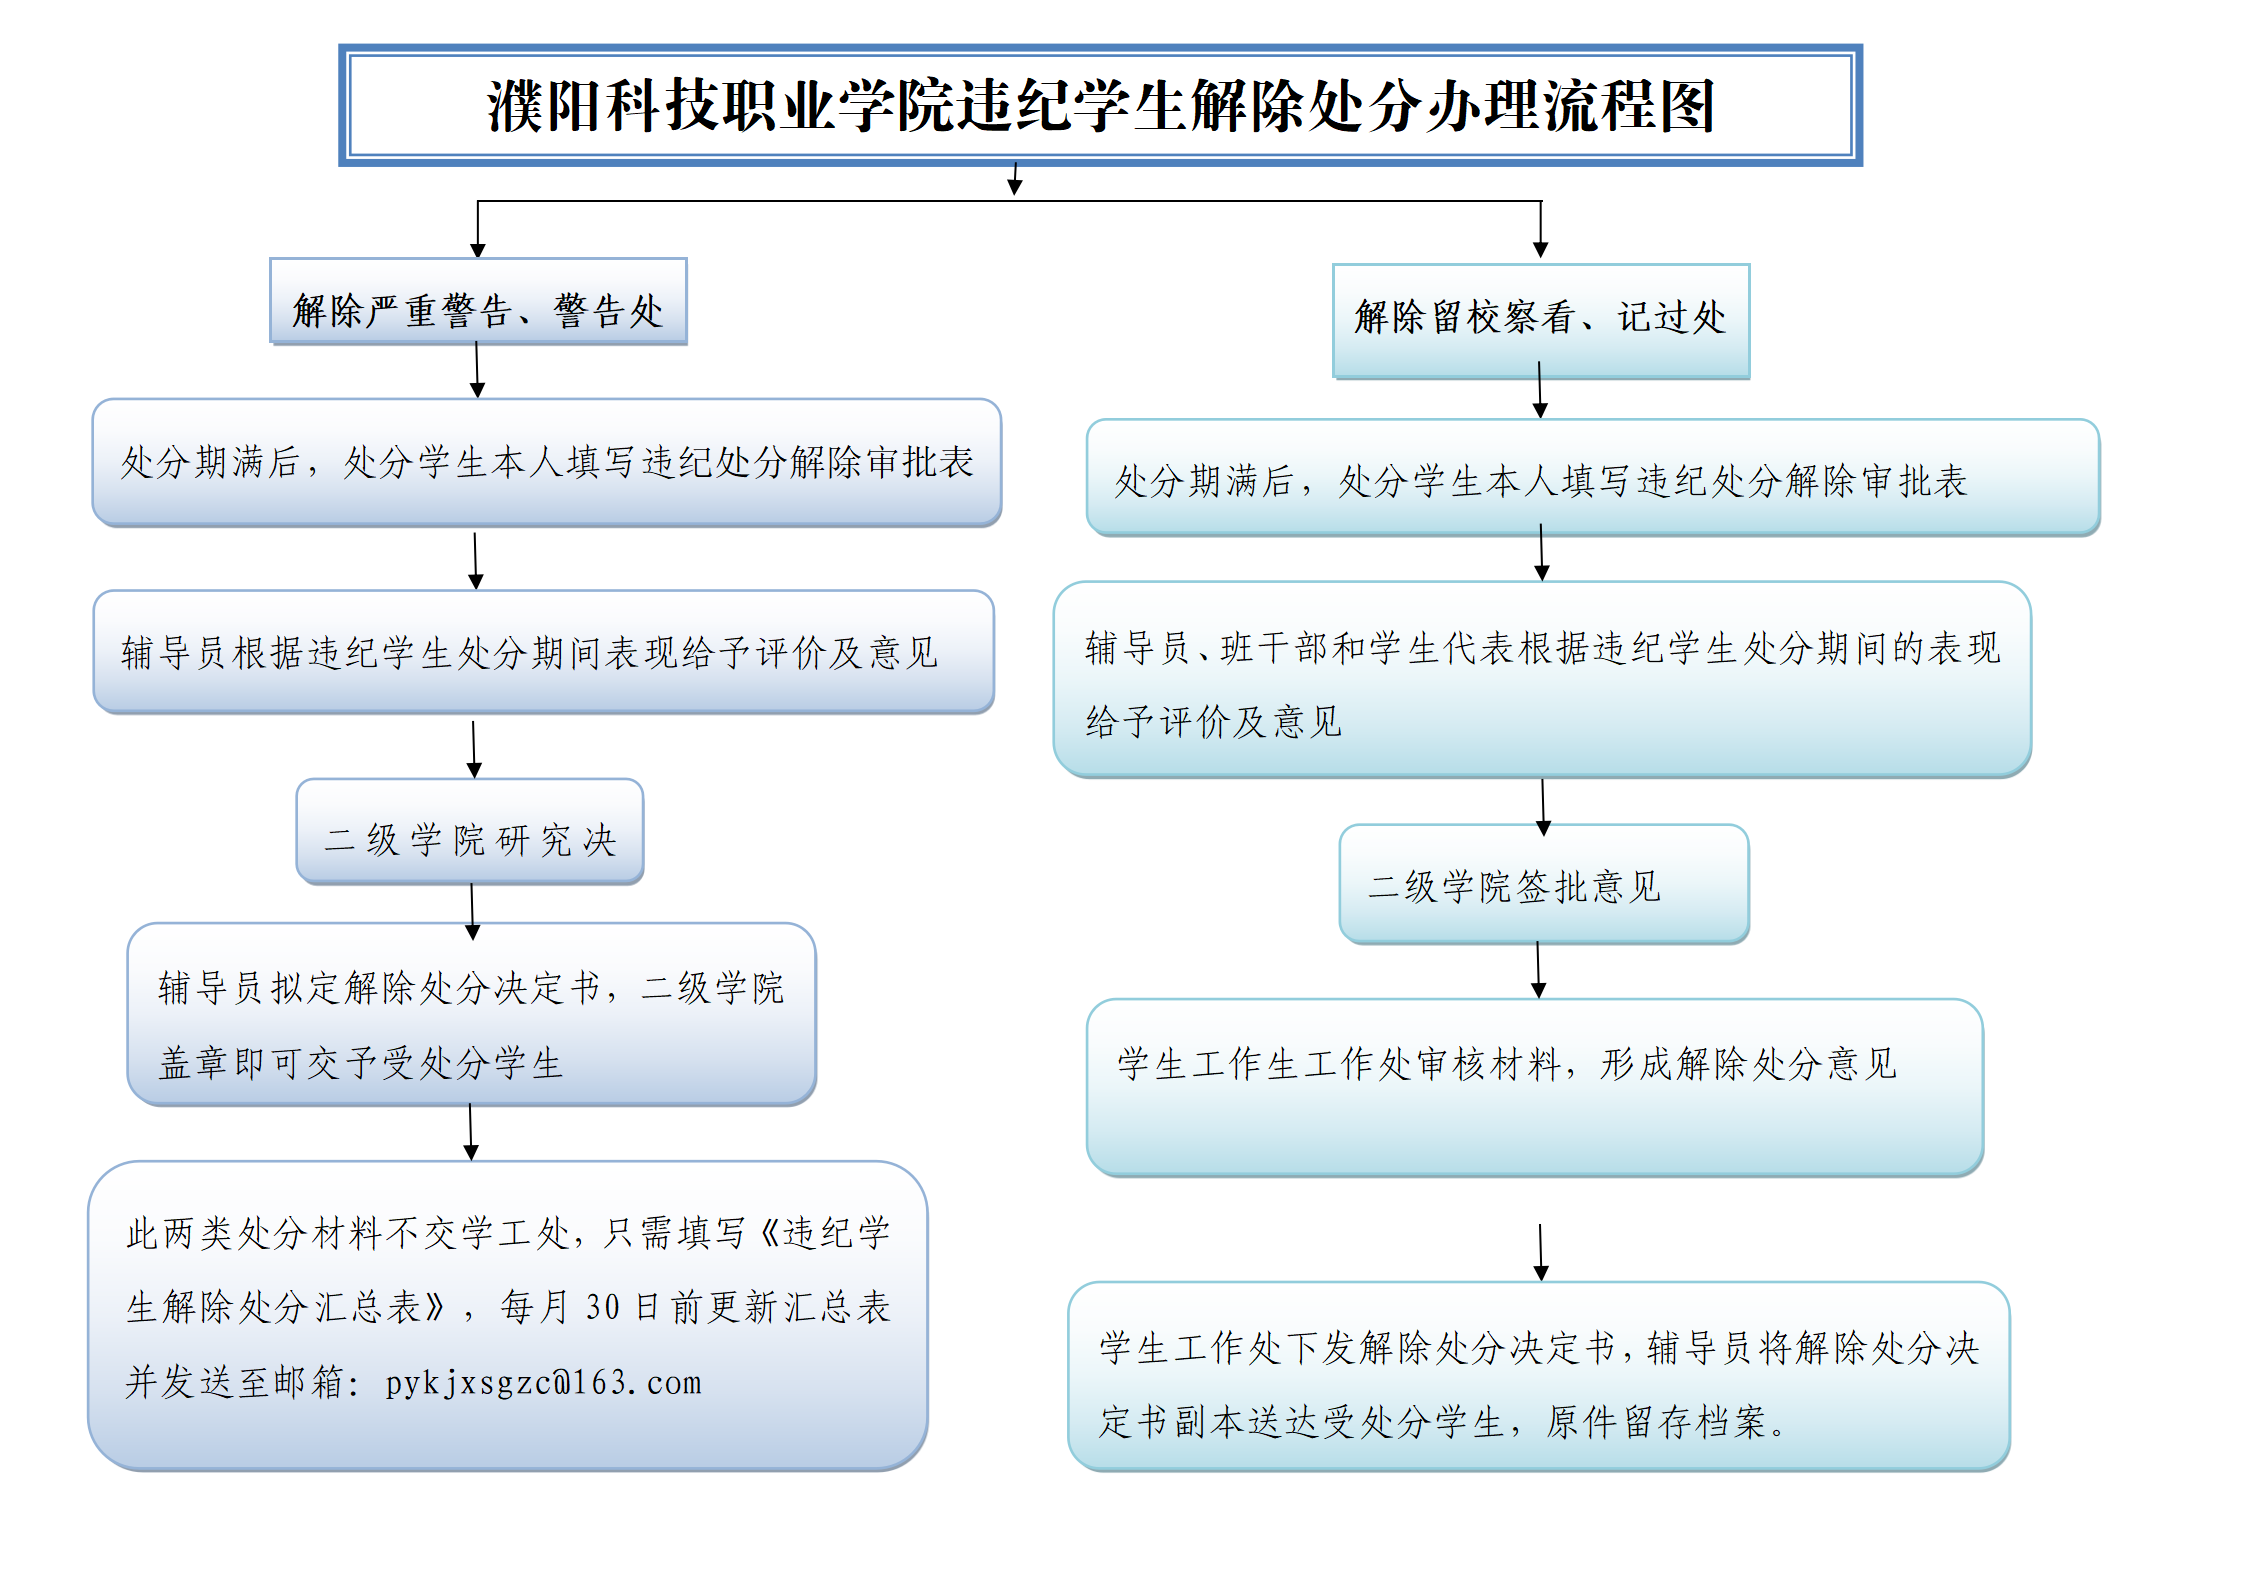 濮阳科技职业学院违纪学生解除处分办理流程图
解除严重警告、警告处
处分期满后，处分学生本人填写违纪处分解除审批表
辅导员根据违纪学生处分期间表现给予评价及意见
二级学院研究决
辅导员拟定解除处分决定书，二级学院
盖章即可交予受处分学生
此两类处分材料不交学工处，只需填写《违纪学
生解除处分汇总表》，每月 30 日前更新汇总表
并发送至邮箱：pykjxsgzc@163.com
解除留校察看、记过处
处分期满后，处分学生本人填写违纪处分解除审批表
辅导员、班干部和学生代表根据违纪学生处分期间的表现
给予评价及意见
二级学院签批意见
学生工作生工作处审核材料，形成解除处分意见
学生工作处下发解除处分决定书，辅导员将解除处分决
定书副本送达受处分学生，原件留存档案。